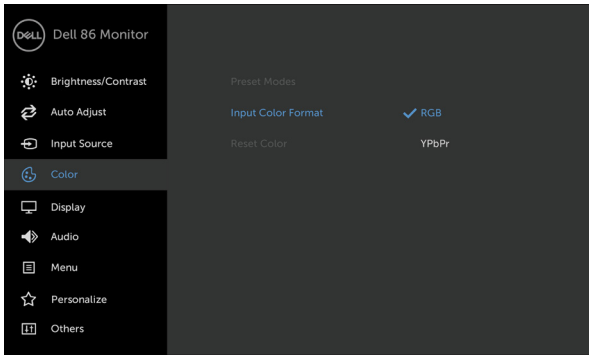 DELL Dell 86 Monitor
Brightness/Contrast
Auto Adjust
Input Source
Color
Display
Audio
Menu
Personalize
Others
Preset Modes
Input Color Format RGB
Reset Color YPbPr